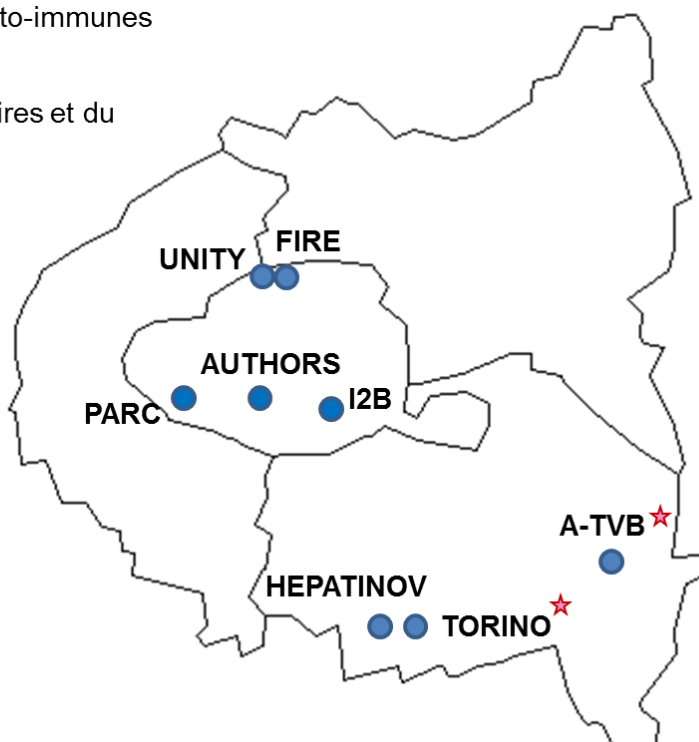 to-immunes
ires et du
FIRE
UNITY
AUTHORS
PARC
I2B
A-TVB
HEPATINOV
TORINO